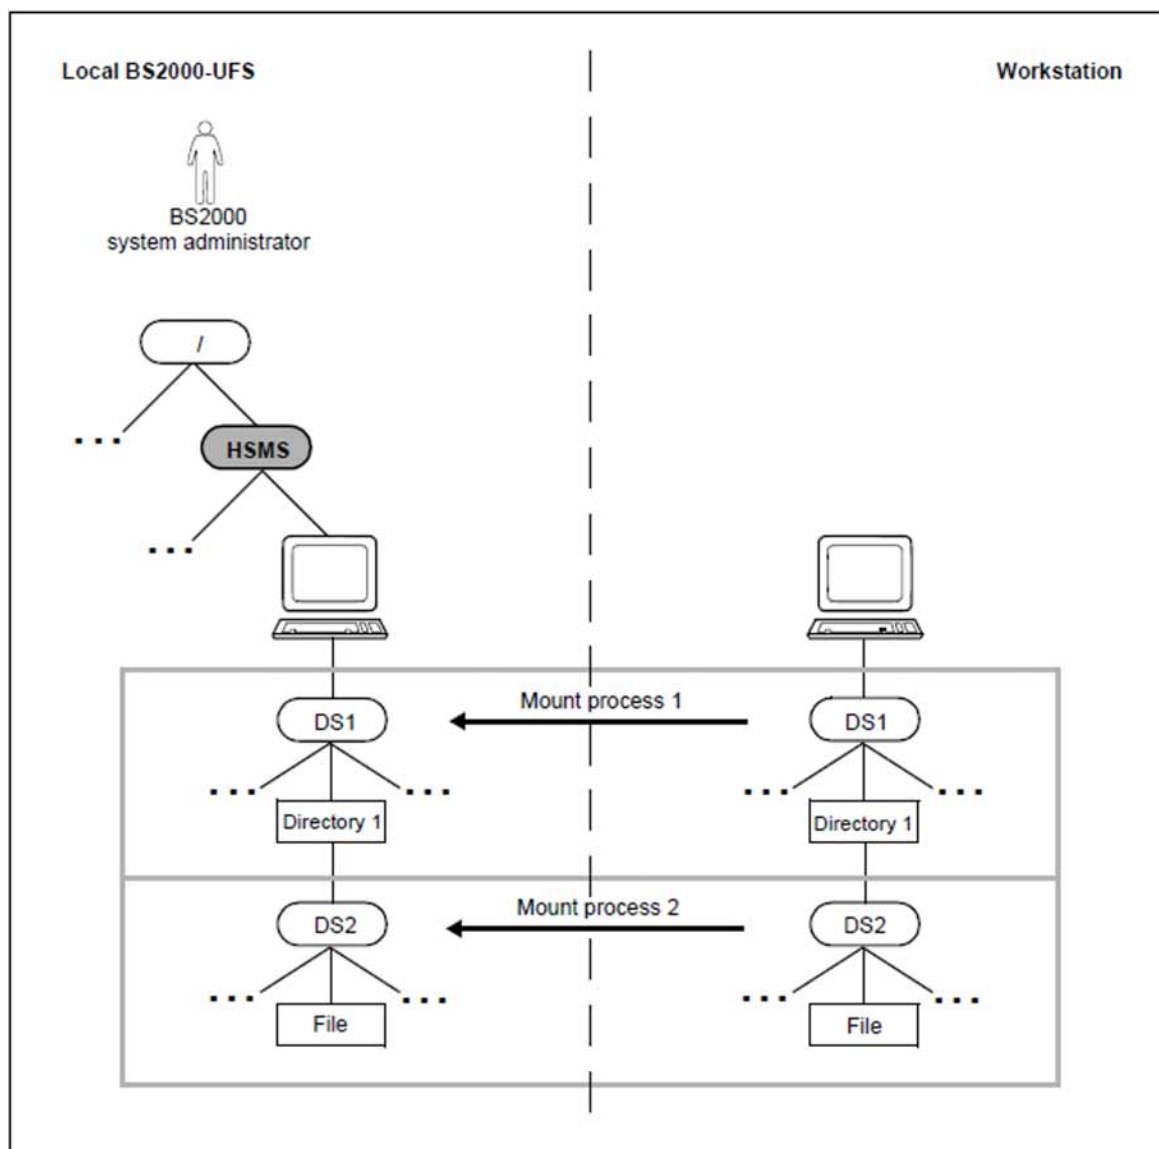 Local BS2000-UFS
Workstation
BS2000
system administrator
/
...
HSMS
...
Mount process 1
DS1
DS1
... ...
... ...
Directory 1
Directory 1
Mount process 2
DS2
DS2
... ...
... ...
File
File